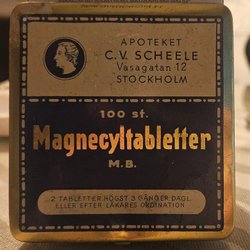 APOTEKET
C.V. SCHEELE
Vasagatan 12
STOCKHOLM
100 st.
Magnecyltabletter
M.B.
2 TABLETTER HÖGST 3 GÅNGER DAGL.
ELLER EFTER LÄKARES ORDINATION